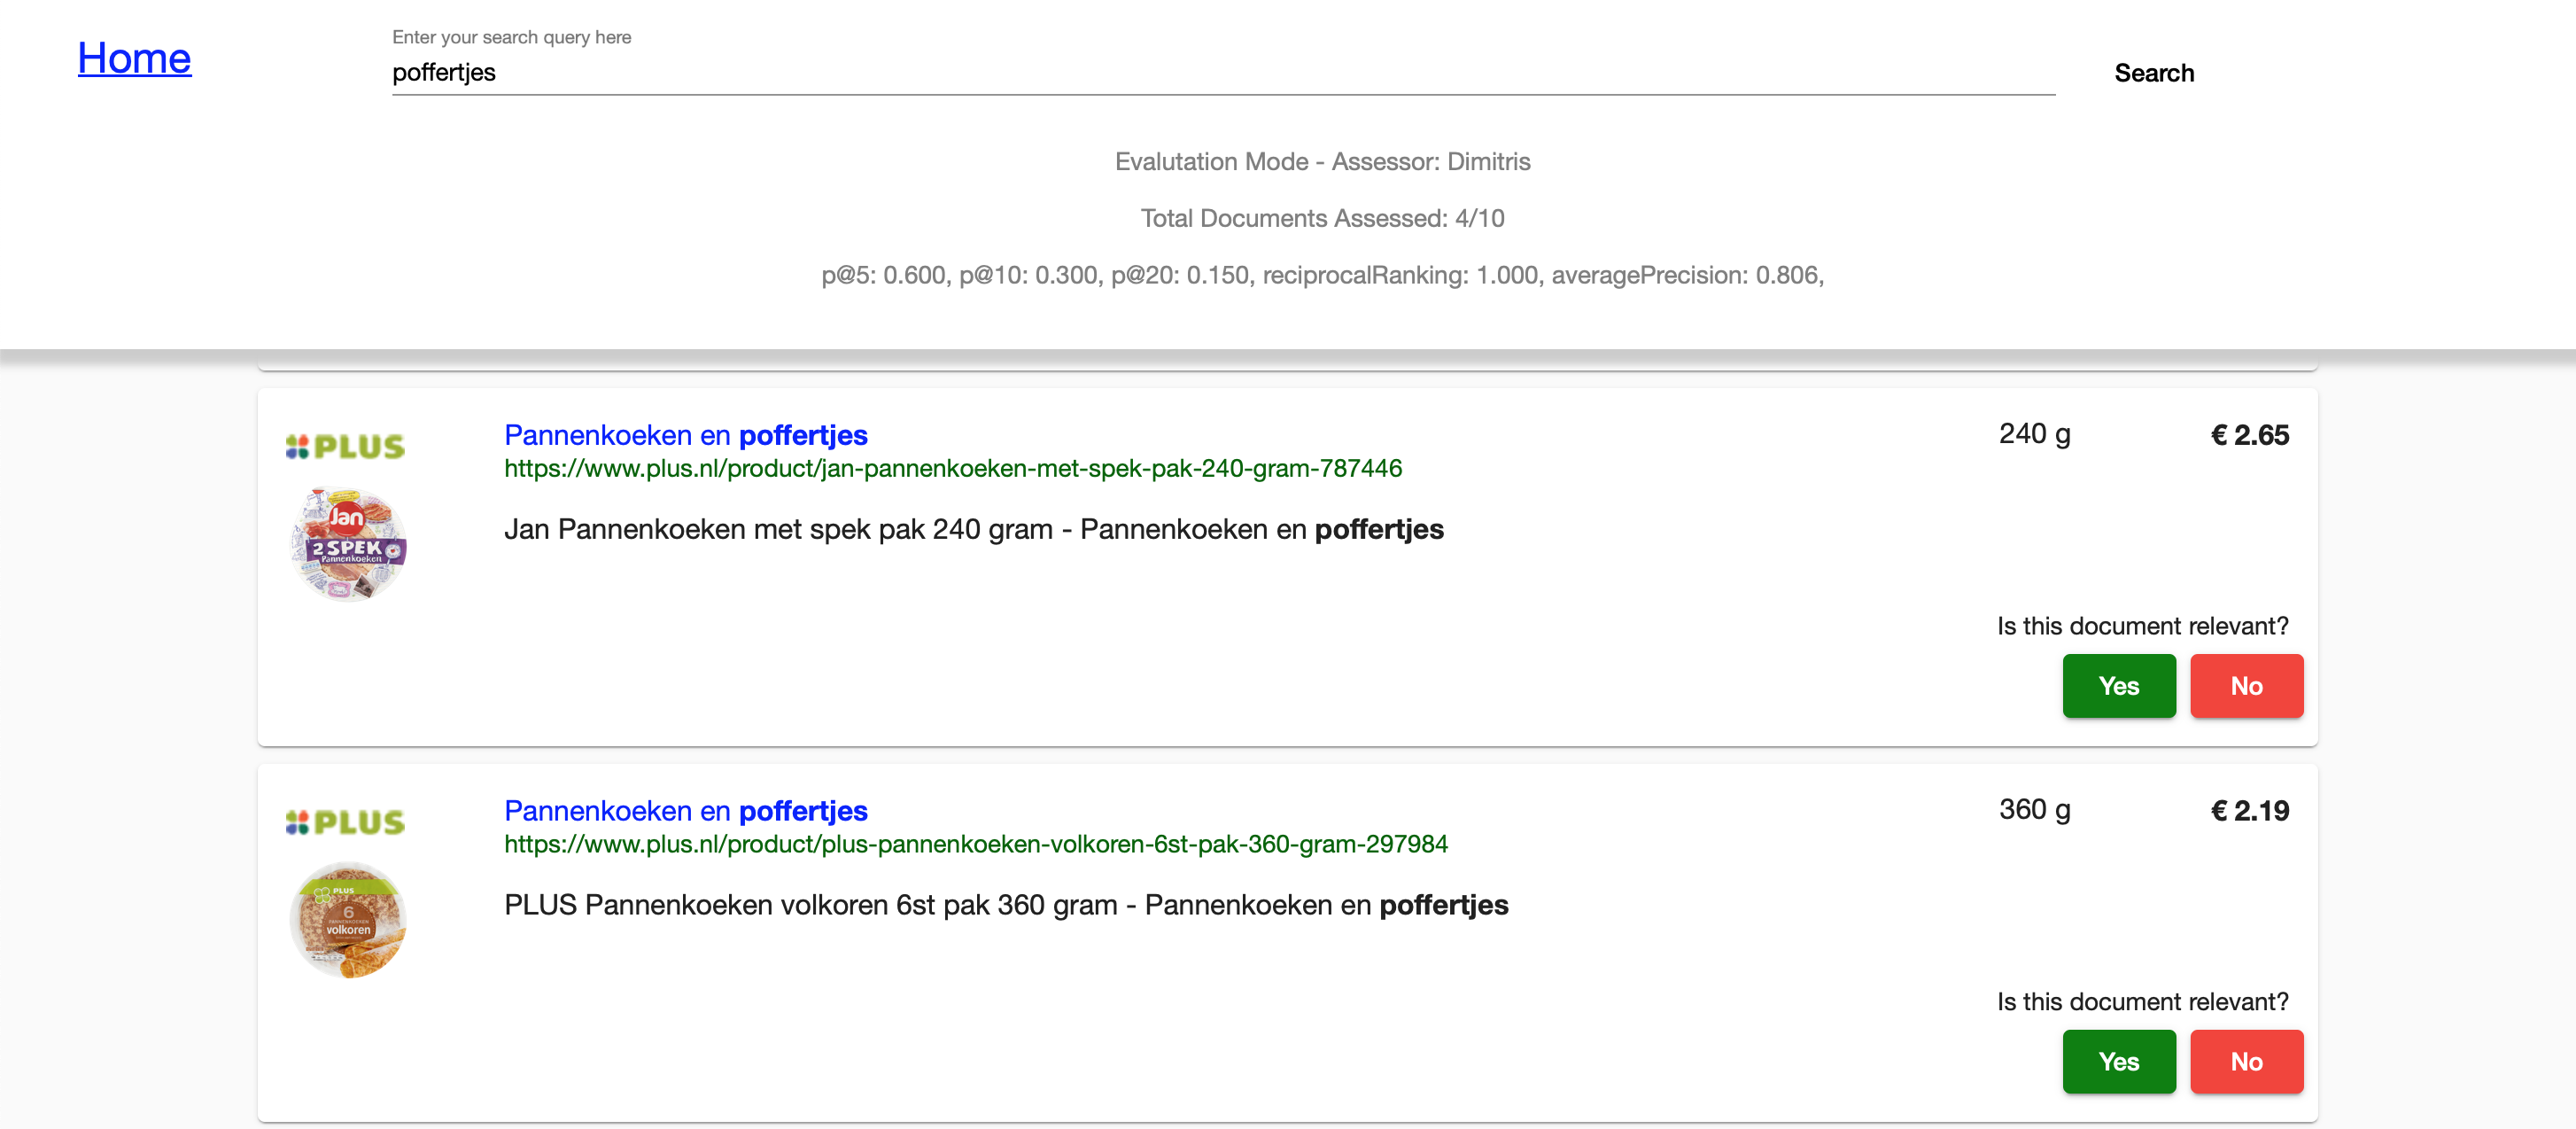 Home
Enter your search query here
poffertjes
Search
Evalutation Mode - Assessor: Dimitris
Total Documents Assessed: 4/10
p@5: 0.600, p@10: 0.300, p@20: 0.150, reciprocalRanking: 1.000, averagePrecision: 0.806,
PLUS
Pannenkoeken en poffertjes
240 g
€ 2.65
https://www.plus.nl/product/jan-pannenkoeken-met-spek-pak-240-gram-787446
Jan
2 SPEK
Pannenkoeken
Jan Pannenkoeken met spek pak 240 gram - Pannenkoeken en poffertjes
Is this document relevant?
Yes
No
PLUS
Pannenkoeken en poffertjes
360 g
€ 2.19
https://www.plus.nl/product/plus-pannenkoeken-volkoren-6st-pak-360-gram-297984
PLUS
6
volkoren
PLUS Pannenkoeken volkoren 6st pak 360 gram - Pannenkoeken en poffertjes
Is this document relevant?
Yes
No